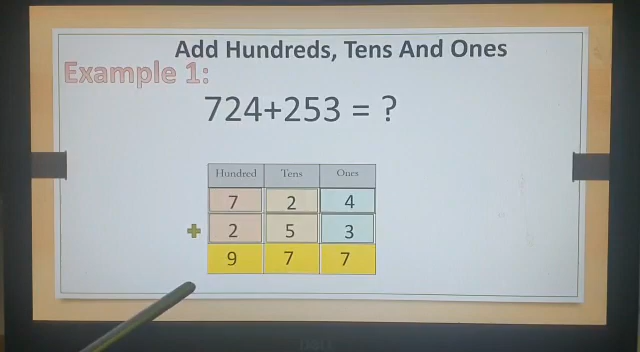 Add Hundreds, Tens And Ones
Example 1:
724+253 = ?
Hundred Tens Ones
7 2 4
+ 2 5 3
9 7 7
DELL